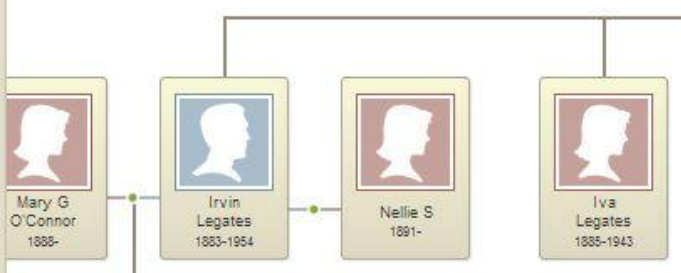 Mary G
O'Connor
1888-
Irvin
Legates
1883-1954
Nellie S
1891-
Iva
Legates
1885-1943